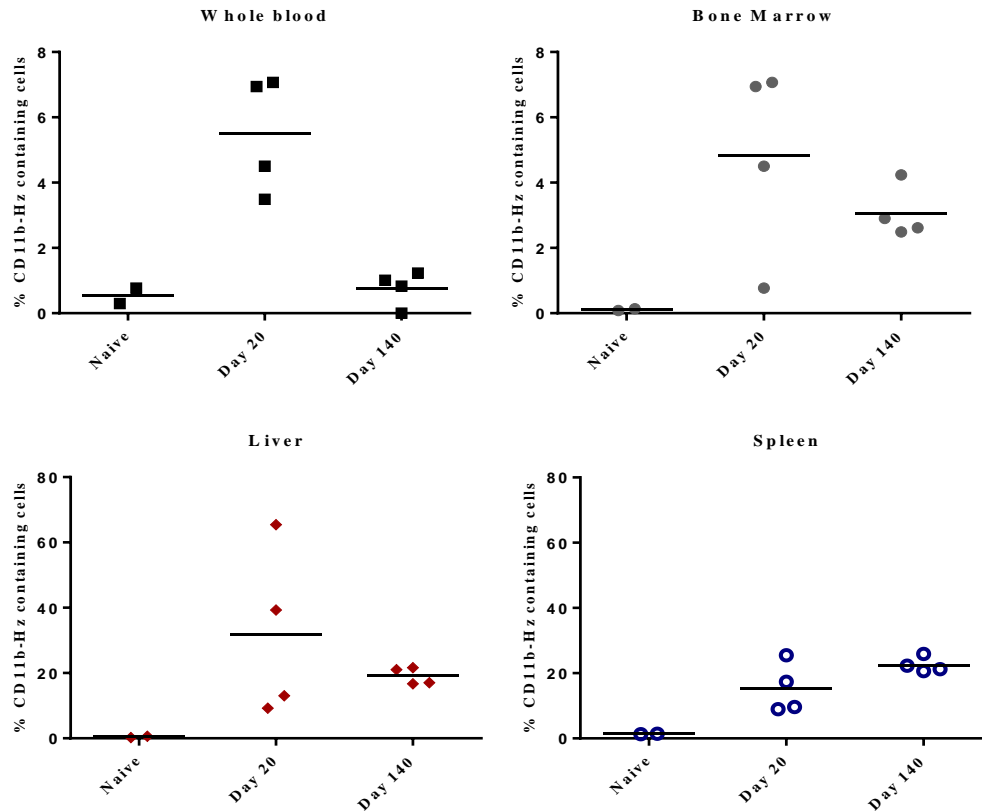 Whole blood
% CD11b-Hz containing cells
8
6
4
2
0
Naive
Day 20
Day 140
Bone Marrow
% CD11b-Hz containing cells
8
6
4
2
0
Naive
Day 20
Day 140
Liver
% CD11b-Hz containing cells
80
60
40
20
0
Naive
Day 20
Day 140
Spleen
% CD11b-Hz containing cells
80
60
40
20
0
Naive
Day 20
Day 140